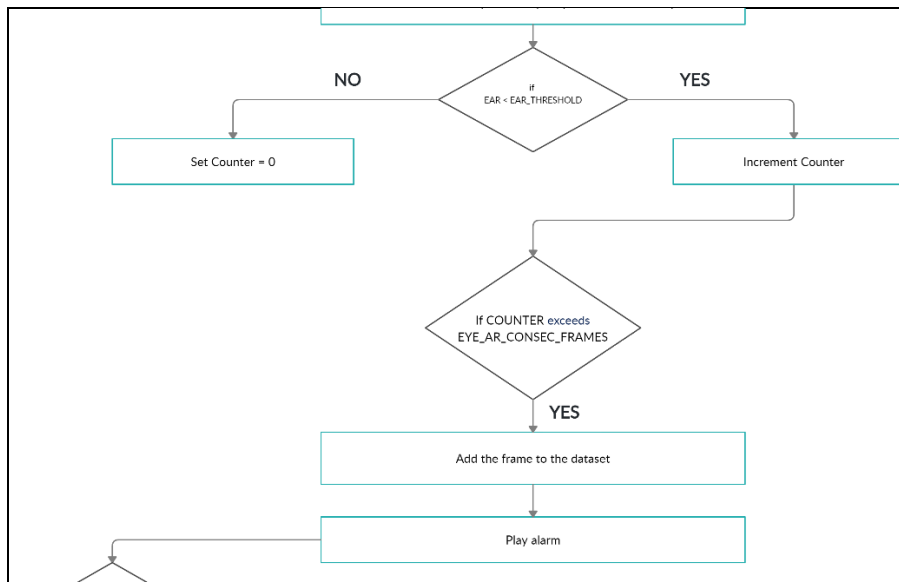 if
EAR < EAR_THRESHOLD
NO
YES
Set Counter = 0
Increment Counter
If COUNTER exceeds
EYE_AR_CONSEC_FRAMES
YES
Add the frame to the dataset
Play alarm